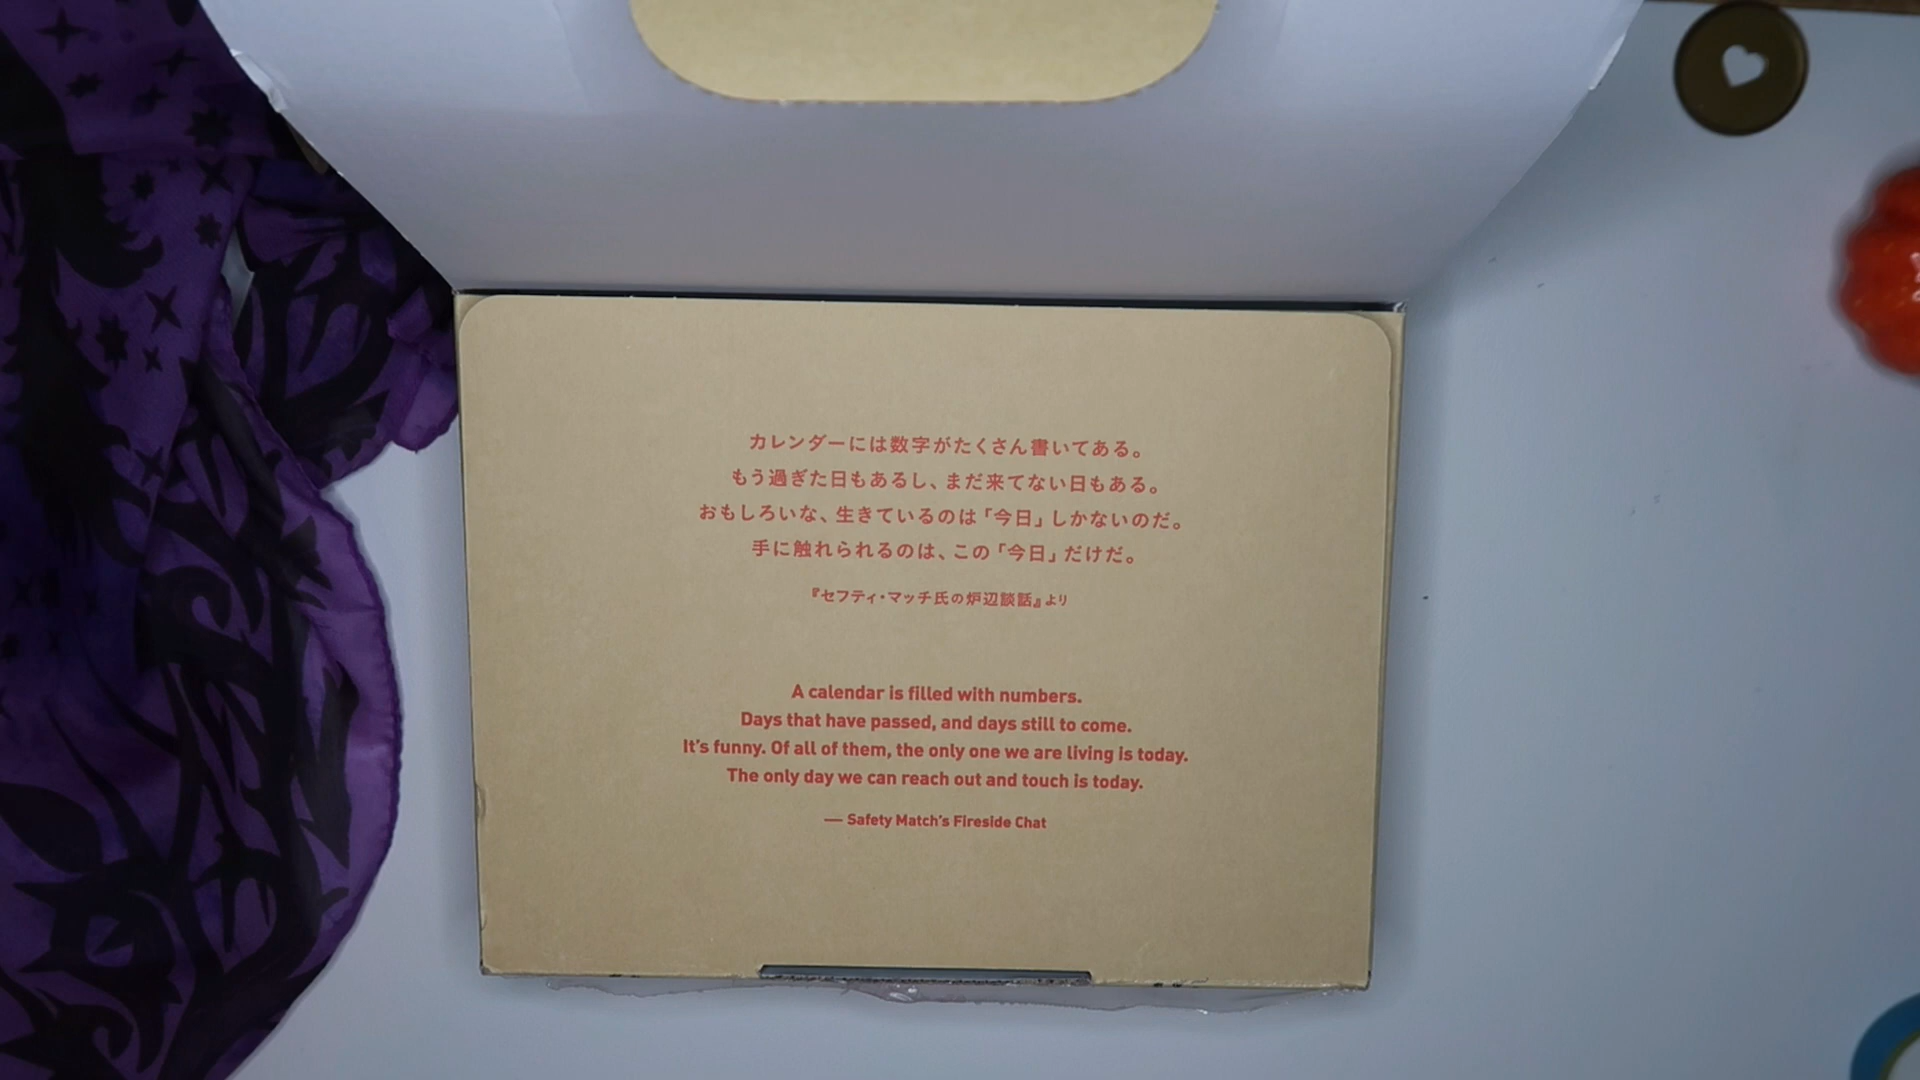 カレンダーには数字がたくさん書いてある。
もう過ぎた日もあるし、まだ来てない日もある。
おもしろいな、生きているのは「今日」しかないのだ。
手に触れられるのは、この「今日」だけだ。
『セフティ・マッチ氏の炉辺談話』より
A calendar is filled with numbers.
Days that have passed, and days still to come.
It's funny. Of all of them, the only one we are living is today.
The only day we can reach out and touch is today.
— Safety Match's Fireside Chat